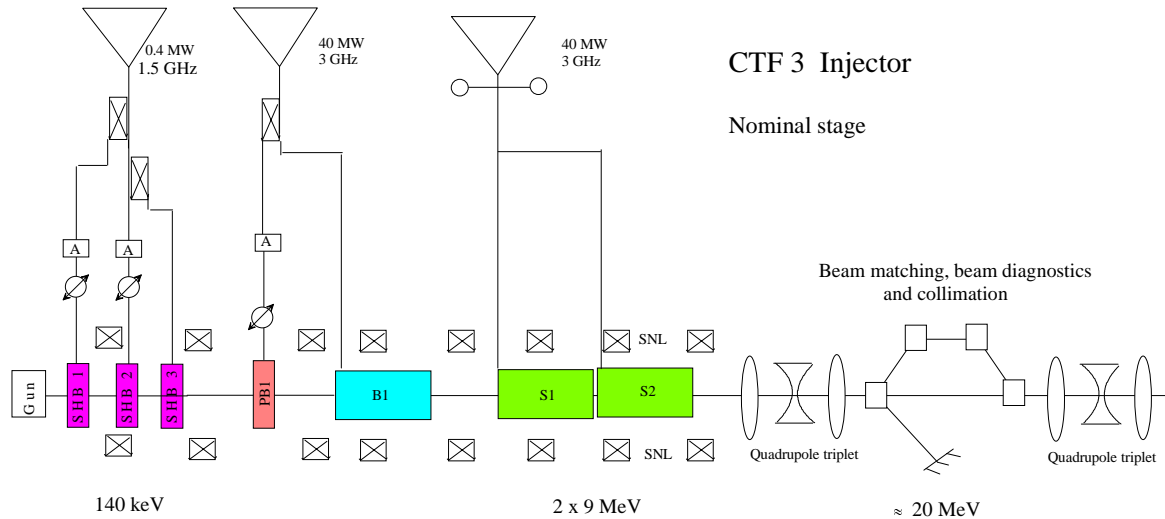 0.4 MW
1.5 GHz
40 MW
3 GHz
40 MW
3 GHz
CTF 3 Injector
Nominal stage
A
A
A
Beam matching, beam diagnostics
and collimation
SNL
Gun
SHB 1
SHB 2
SHB 3
PB1
B1
S1
S2
SNL
Quadrupole triplet
Quadrupole triplet
140 keV
2 x 9 MeV
≈ 20 MeV